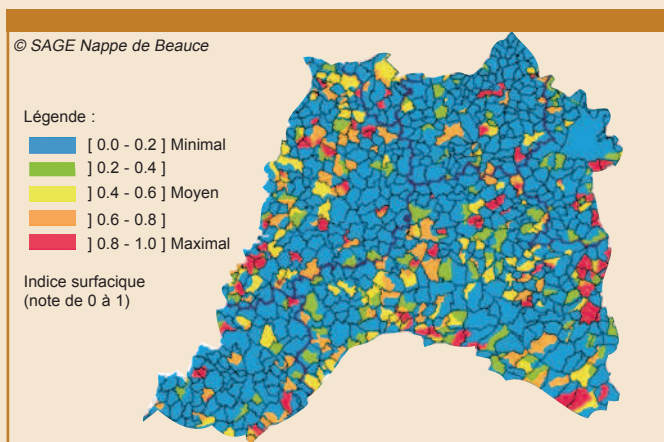 © SAGE Nappe de Beauce
Légende :
[ 0.0 - 0.2 ] Minimal
] 0.2 - 0.4 ]
] 0.4 - 0.6 ] Moyen
] 0.6 - 0.8 ]
] 0.8 - 1.0 ] Maximal
Indice surfacique
(note de 0 à 1)